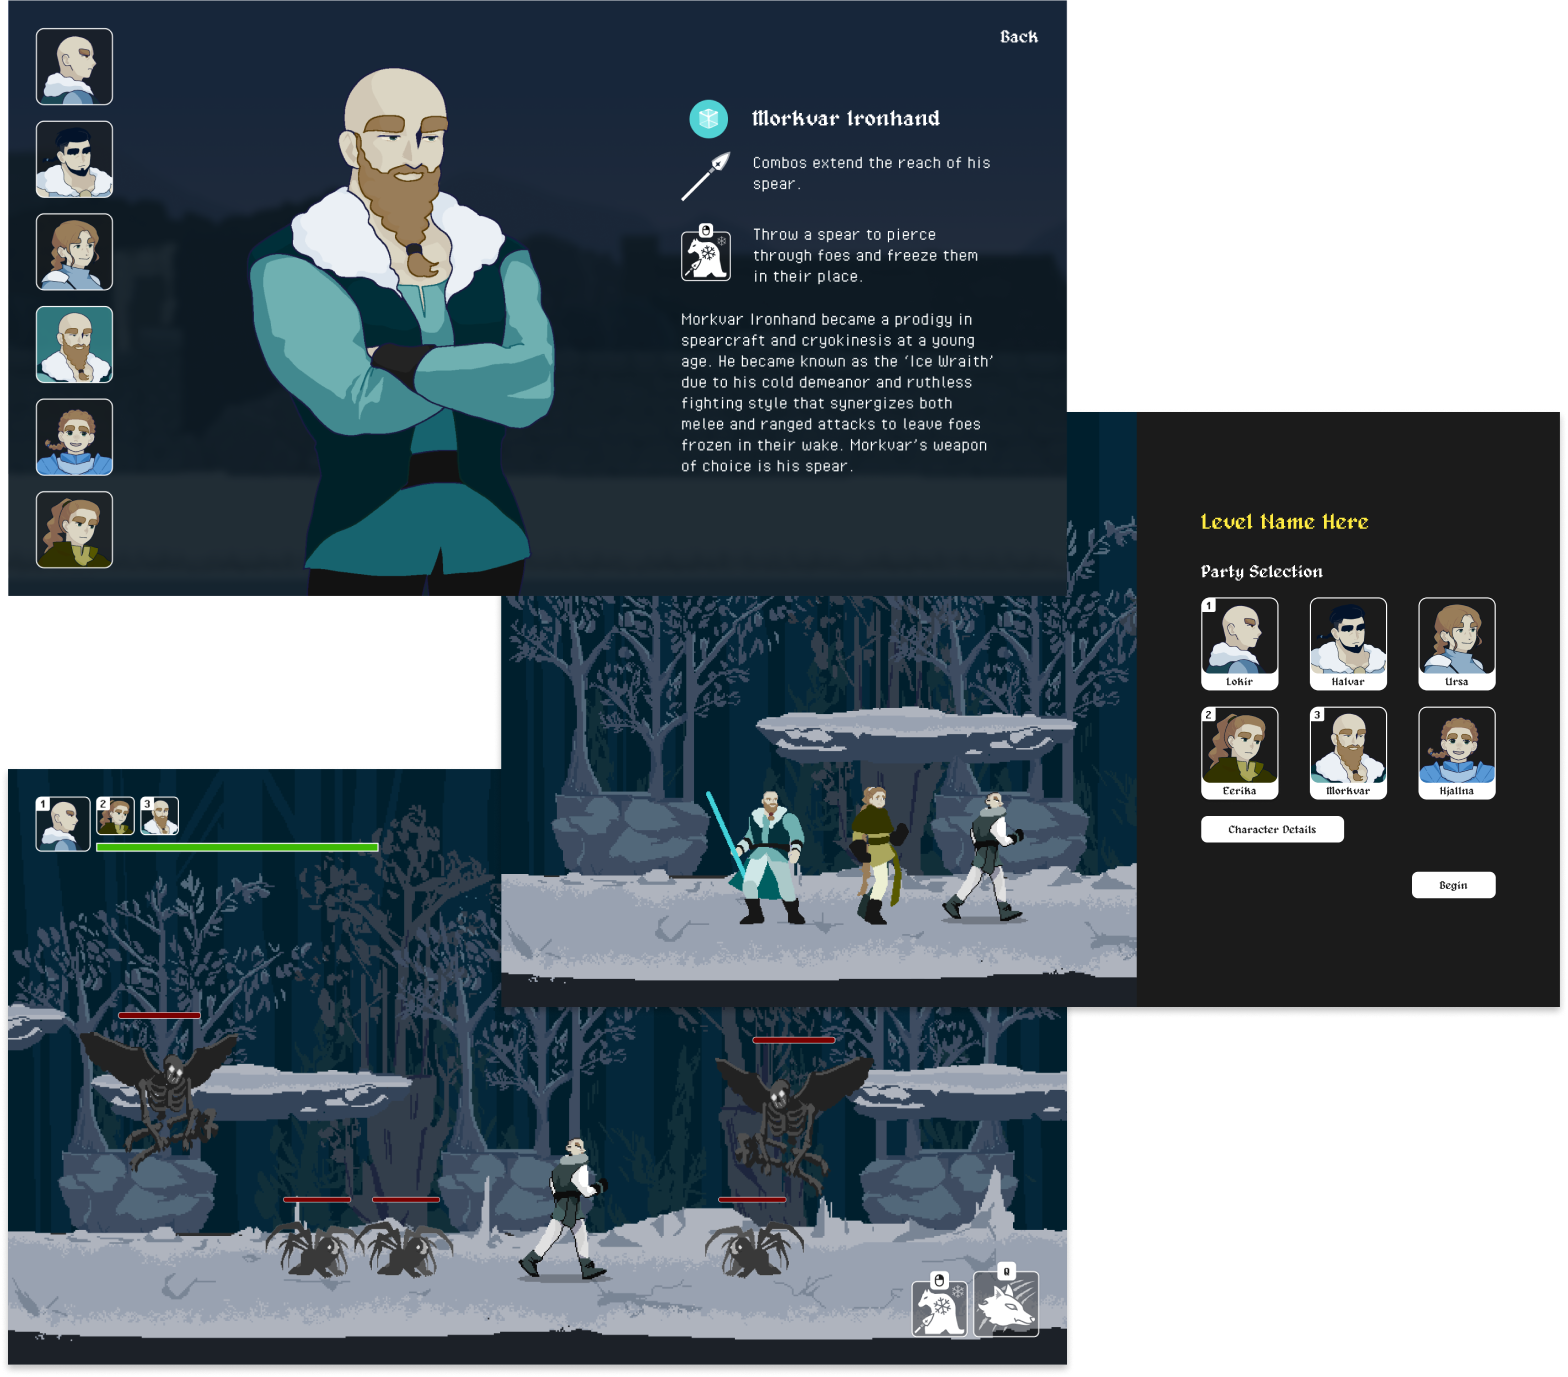 Back
Morkvar Ironhand
Combos extend the reach of his
spear.
Throw a spear to pierce
through foes and freeze them
in their place.
Morkvar Ironhand became a prodigy in
spearcraft and cryokinesis at a young
age. He became known as the ‘Ice Wraith’
due to his cold demeanor and ruthless
fighting style that synergizes both
melee and ranged attacks to leave foes
frozen in their wake. Morkvar’s weapon
of choice is his spear.
Level Name Here
Party Selection
1
Lokir
Halvar
Ursa
2
Eerika
3
Morkvar
Hjallna
Character Details
Begin
1
2
3
Q